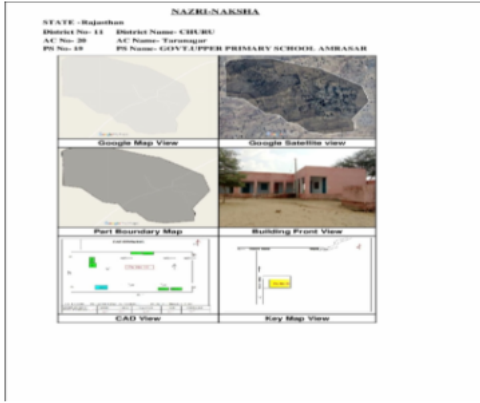 NAZRI-NAKSHA
STATE -Rajasthan
District No- 11 District Name- CHURU
AC No- 20 AC Name- Taranagar
PS No- 19 PS Name- GOVT.UPPER PRIMARY SCHOOL AMRASAR
Google Map View Google Satellite view
Part Boundary Map Building Front View
CAD View Key Map View